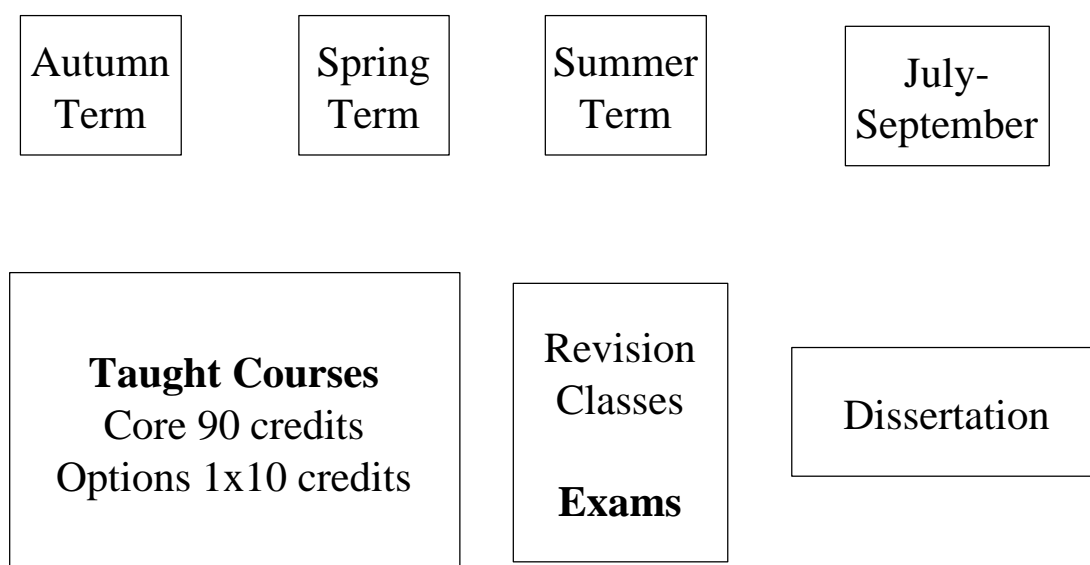 Autumn
Term
Spring
Term
Summer
Term
July-
September
Taught Courses
Core 90 credits
Options 1x10 credits
Revision
Classes
Exams
Dissertation